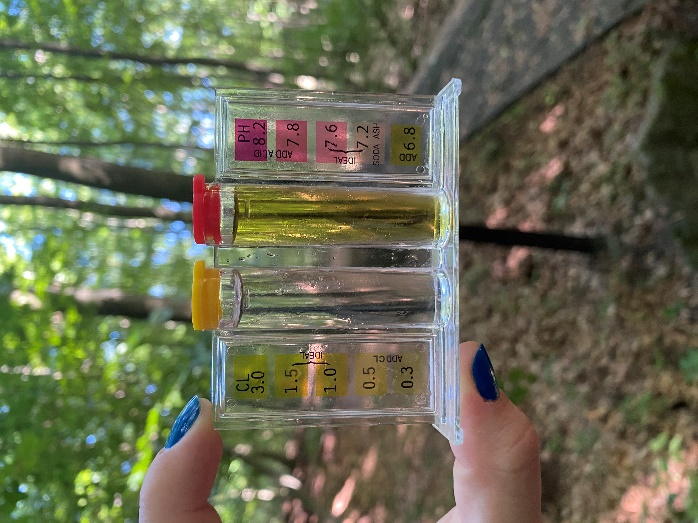 PH
8.2
7.8
7.6
7.2
6.8
ADD ACID
IDEAL
ADD
SODA ASH
CL
3.0
1.5
1.0
0.5
0.3
IDEAL
ADD CL